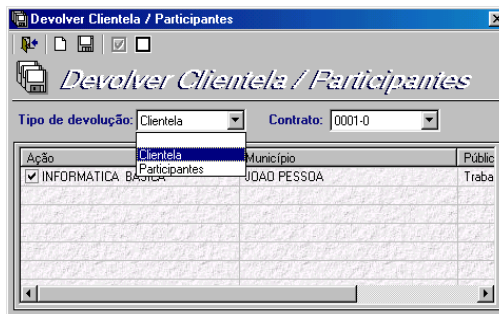 Devolver Clientela / Participantes
Devolver Clientela / Participantes
Tipo de devolução: Clientela Contrato: 0001-0
Clientela
Participantes
Ação Município Públic
INFORMATICA BASICA JOAO PESSOA Traba